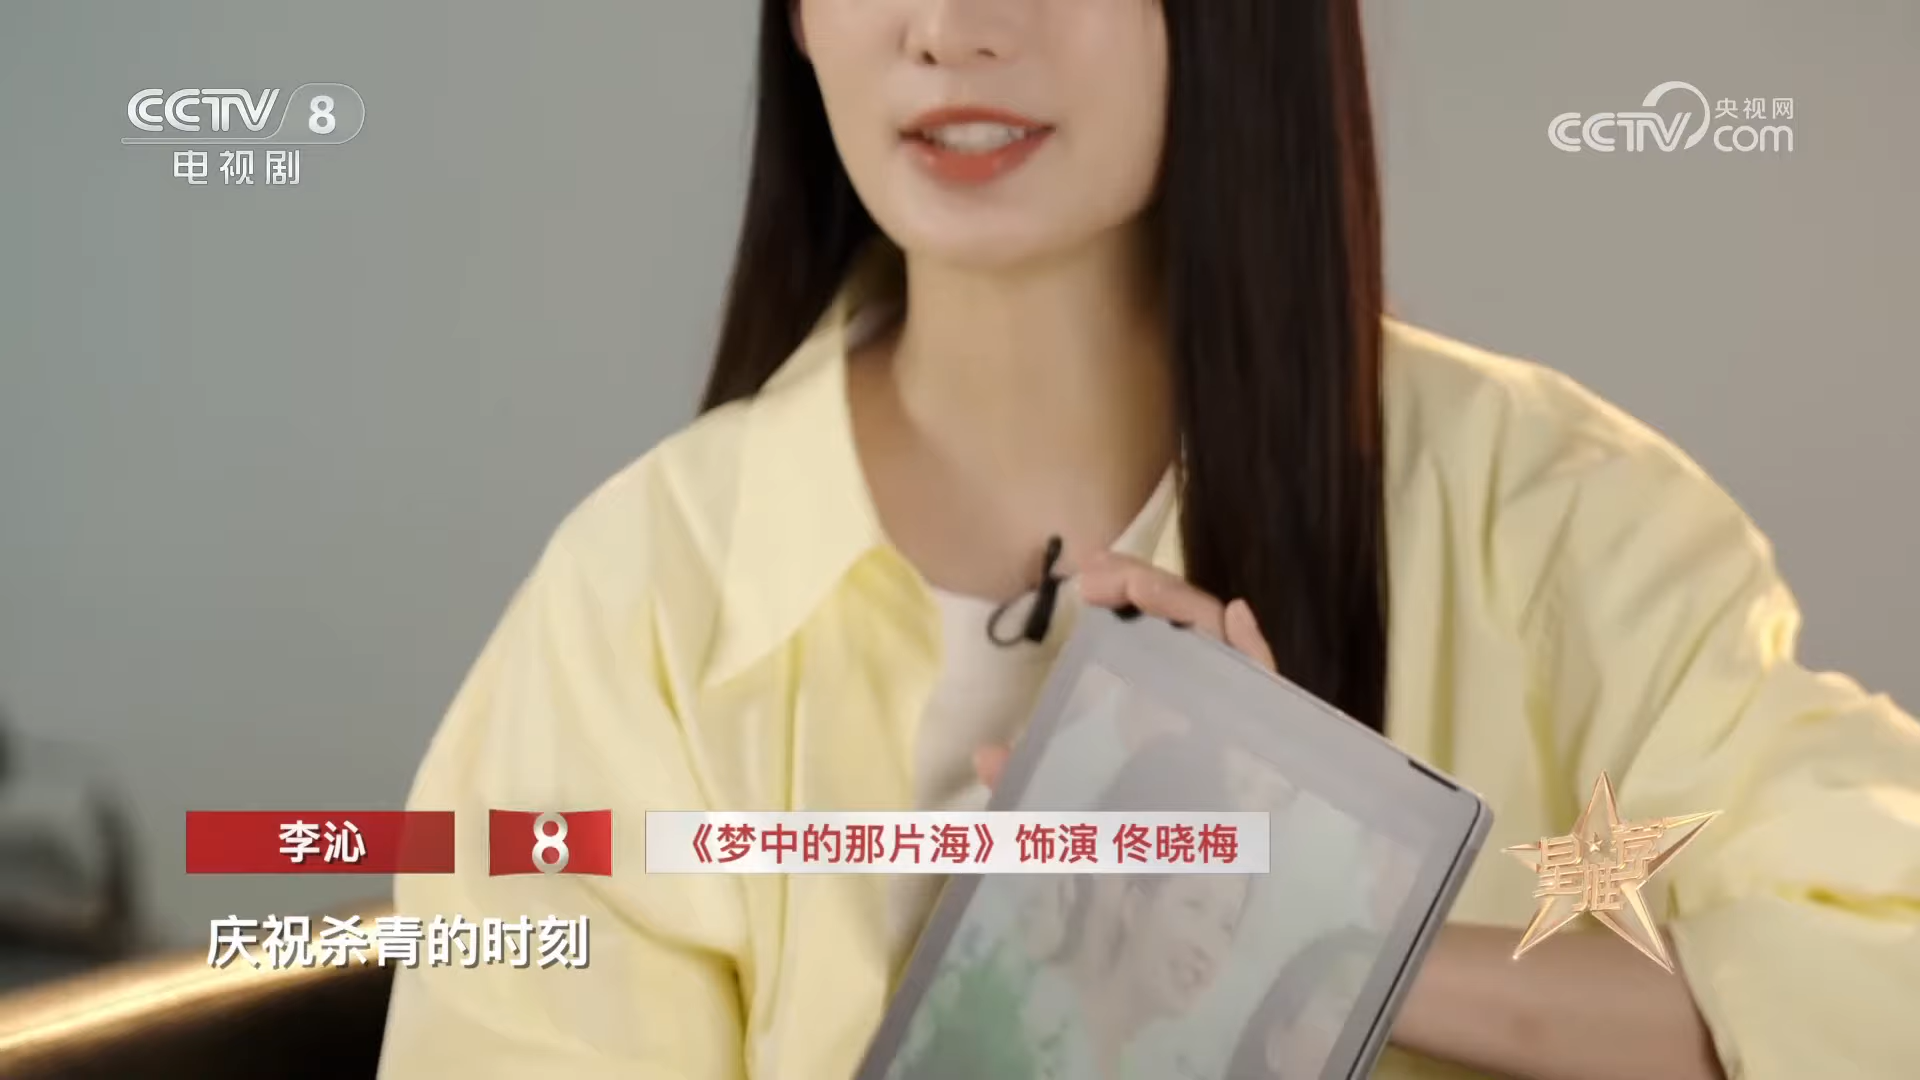 CCTV 8
电视剧
CCTV 央视网
com
李沁
8
《梦中的那片海》饰演 佟晓梅
星推荐
庆祝杀青的时刻